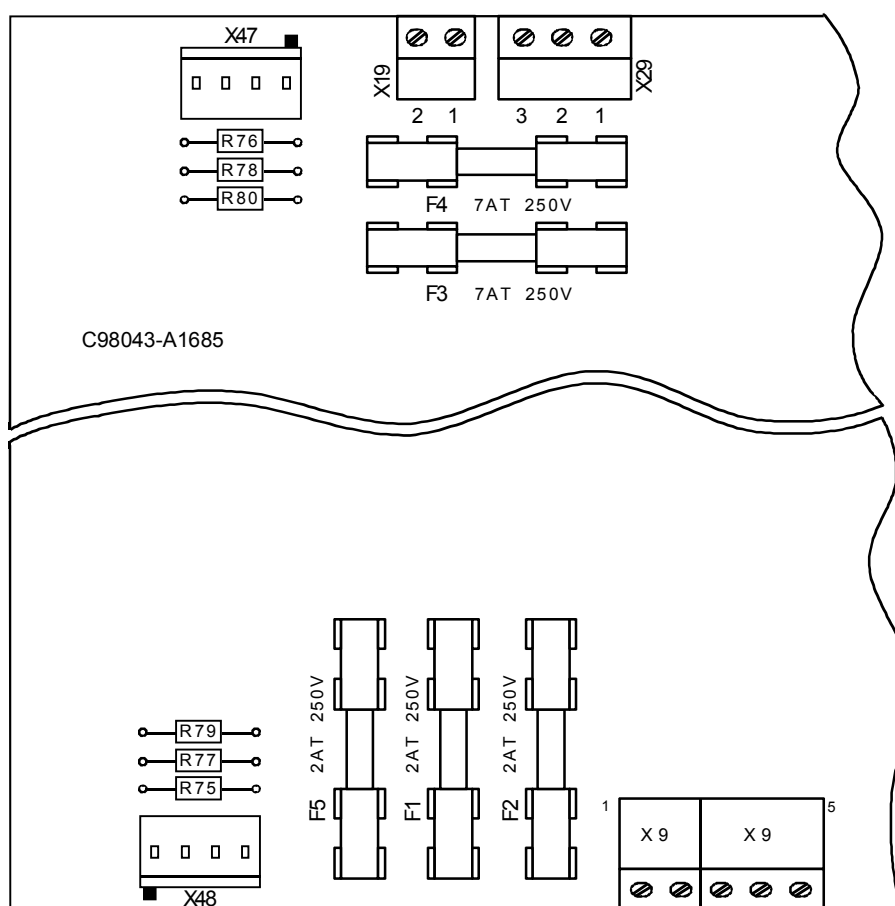 X47
X19
X29
2 1 3 2 1
R76
R78
R80
F4 7AT 250V
F3 7AT 250V
C98043-A1685
F5 2AT 250V
F1 2AT 250V
F2 2AT 250V
R79
R77
R75
X48
1 X 9 X 9 5